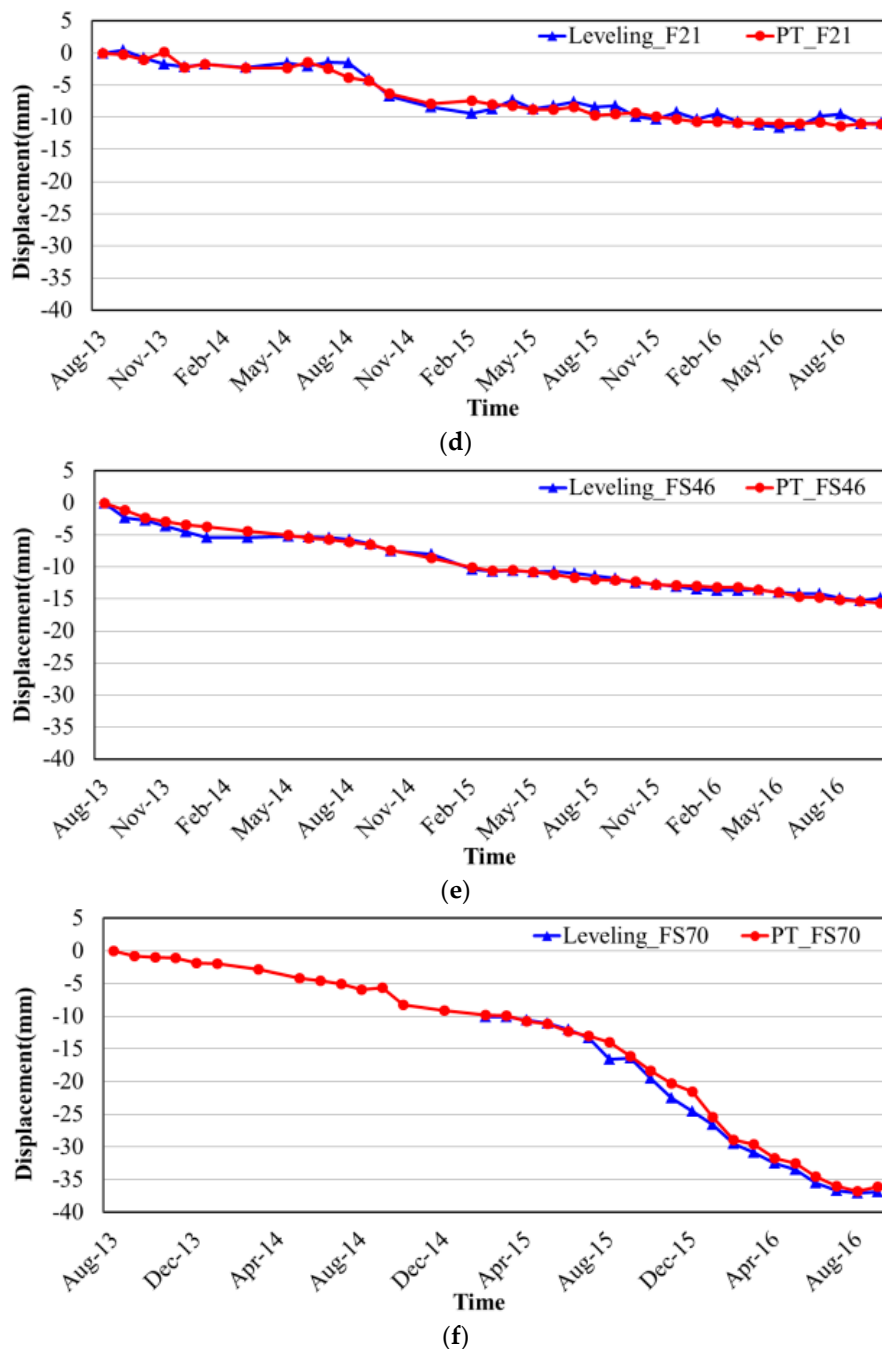 Leveling_F21 PT_F21
5
0
-5
-10
-15
-20
-25
-30
-35
-40
Displacement(mm)
Aug-13 Nov-13 Feb-14 May-14 Aug-14 Nov-14 Feb-15 May-15 Aug-15 Nov-15 Feb-16 May-16 Aug-16
Time
(d)
Leveling_FS46 PT_FS46
5
0
-5
-10
-15
-20
-25
-30
-35
-40
Displacement(mm)
Aug-13 Nov-13 Feb-14 May-14 Aug-14 Nov-14 Feb-15 May-15 Aug-15 Nov-15 Feb-16 May-16 Aug-16
Time
(e)
Leveling_FS70 PT_FS70
5
0
-5
-10
-15
-20
-25
-30
-35
-40
Displacement(mm)
Aug-13 Dec-13 Apr-14 Aug-14 Dec-14 Apr-15 Aug-15 Dec-15 Apr-16 Aug-16
Time
(f)